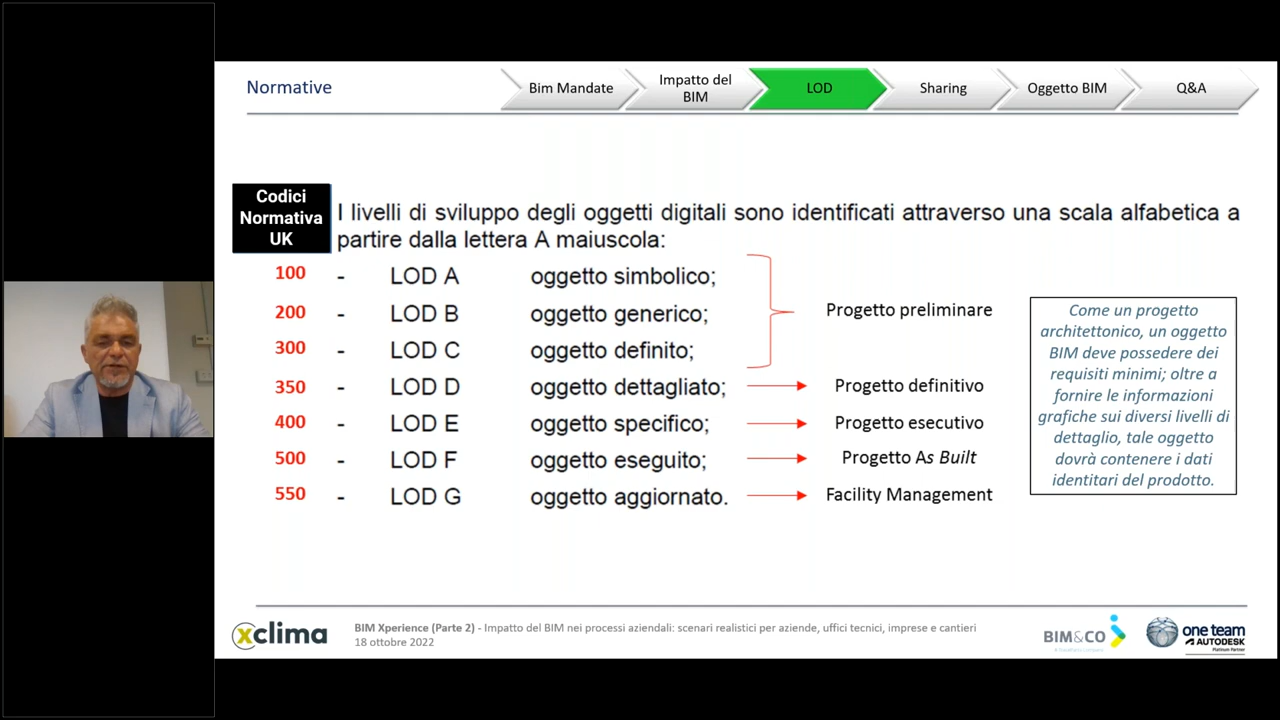 Normative
Bim Mandate
Impatto del
BIM
LOD
Sharing
Oggetto BIM
Q&A
Codici
Normativa
UK
I livelli di sviluppo degli oggetti digitali sono identificati attraverso una scala alfabetica a
partire dalla lettera A maiuscola:
100 - LOD A oggetto simbolico;
200 - LOD B oggetto generico;
300 - LOD C oggetto definito;
Progetto preliminare
350 - LOD D oggetto dettagliato; Progetto definitivo
400 - LOD E oggetto specifico; Progetto esecutivo
500 - LOD F oggetto eseguito; Progetto As Built
550 - LOD G oggetto aggiornato. Facility Management
Come un progetto
architettonico, un oggetto
BIM deve possedere dei
requisiti minimi; oltre a
fornire le informazioni
grafiche sui diversi livelli di
dettaglio, tale oggetto
dovrà contenere i dati
identitari del prodotto.
xclima
BIM Xperience (Parte 2) - Impatto del BIM nei processi aziendali: scenari realistici per aziende, uffici tecnici, imprese e cantieri
18 ottobre 2022
BIM&CO
one team
AUTODESK
Platinum Partner